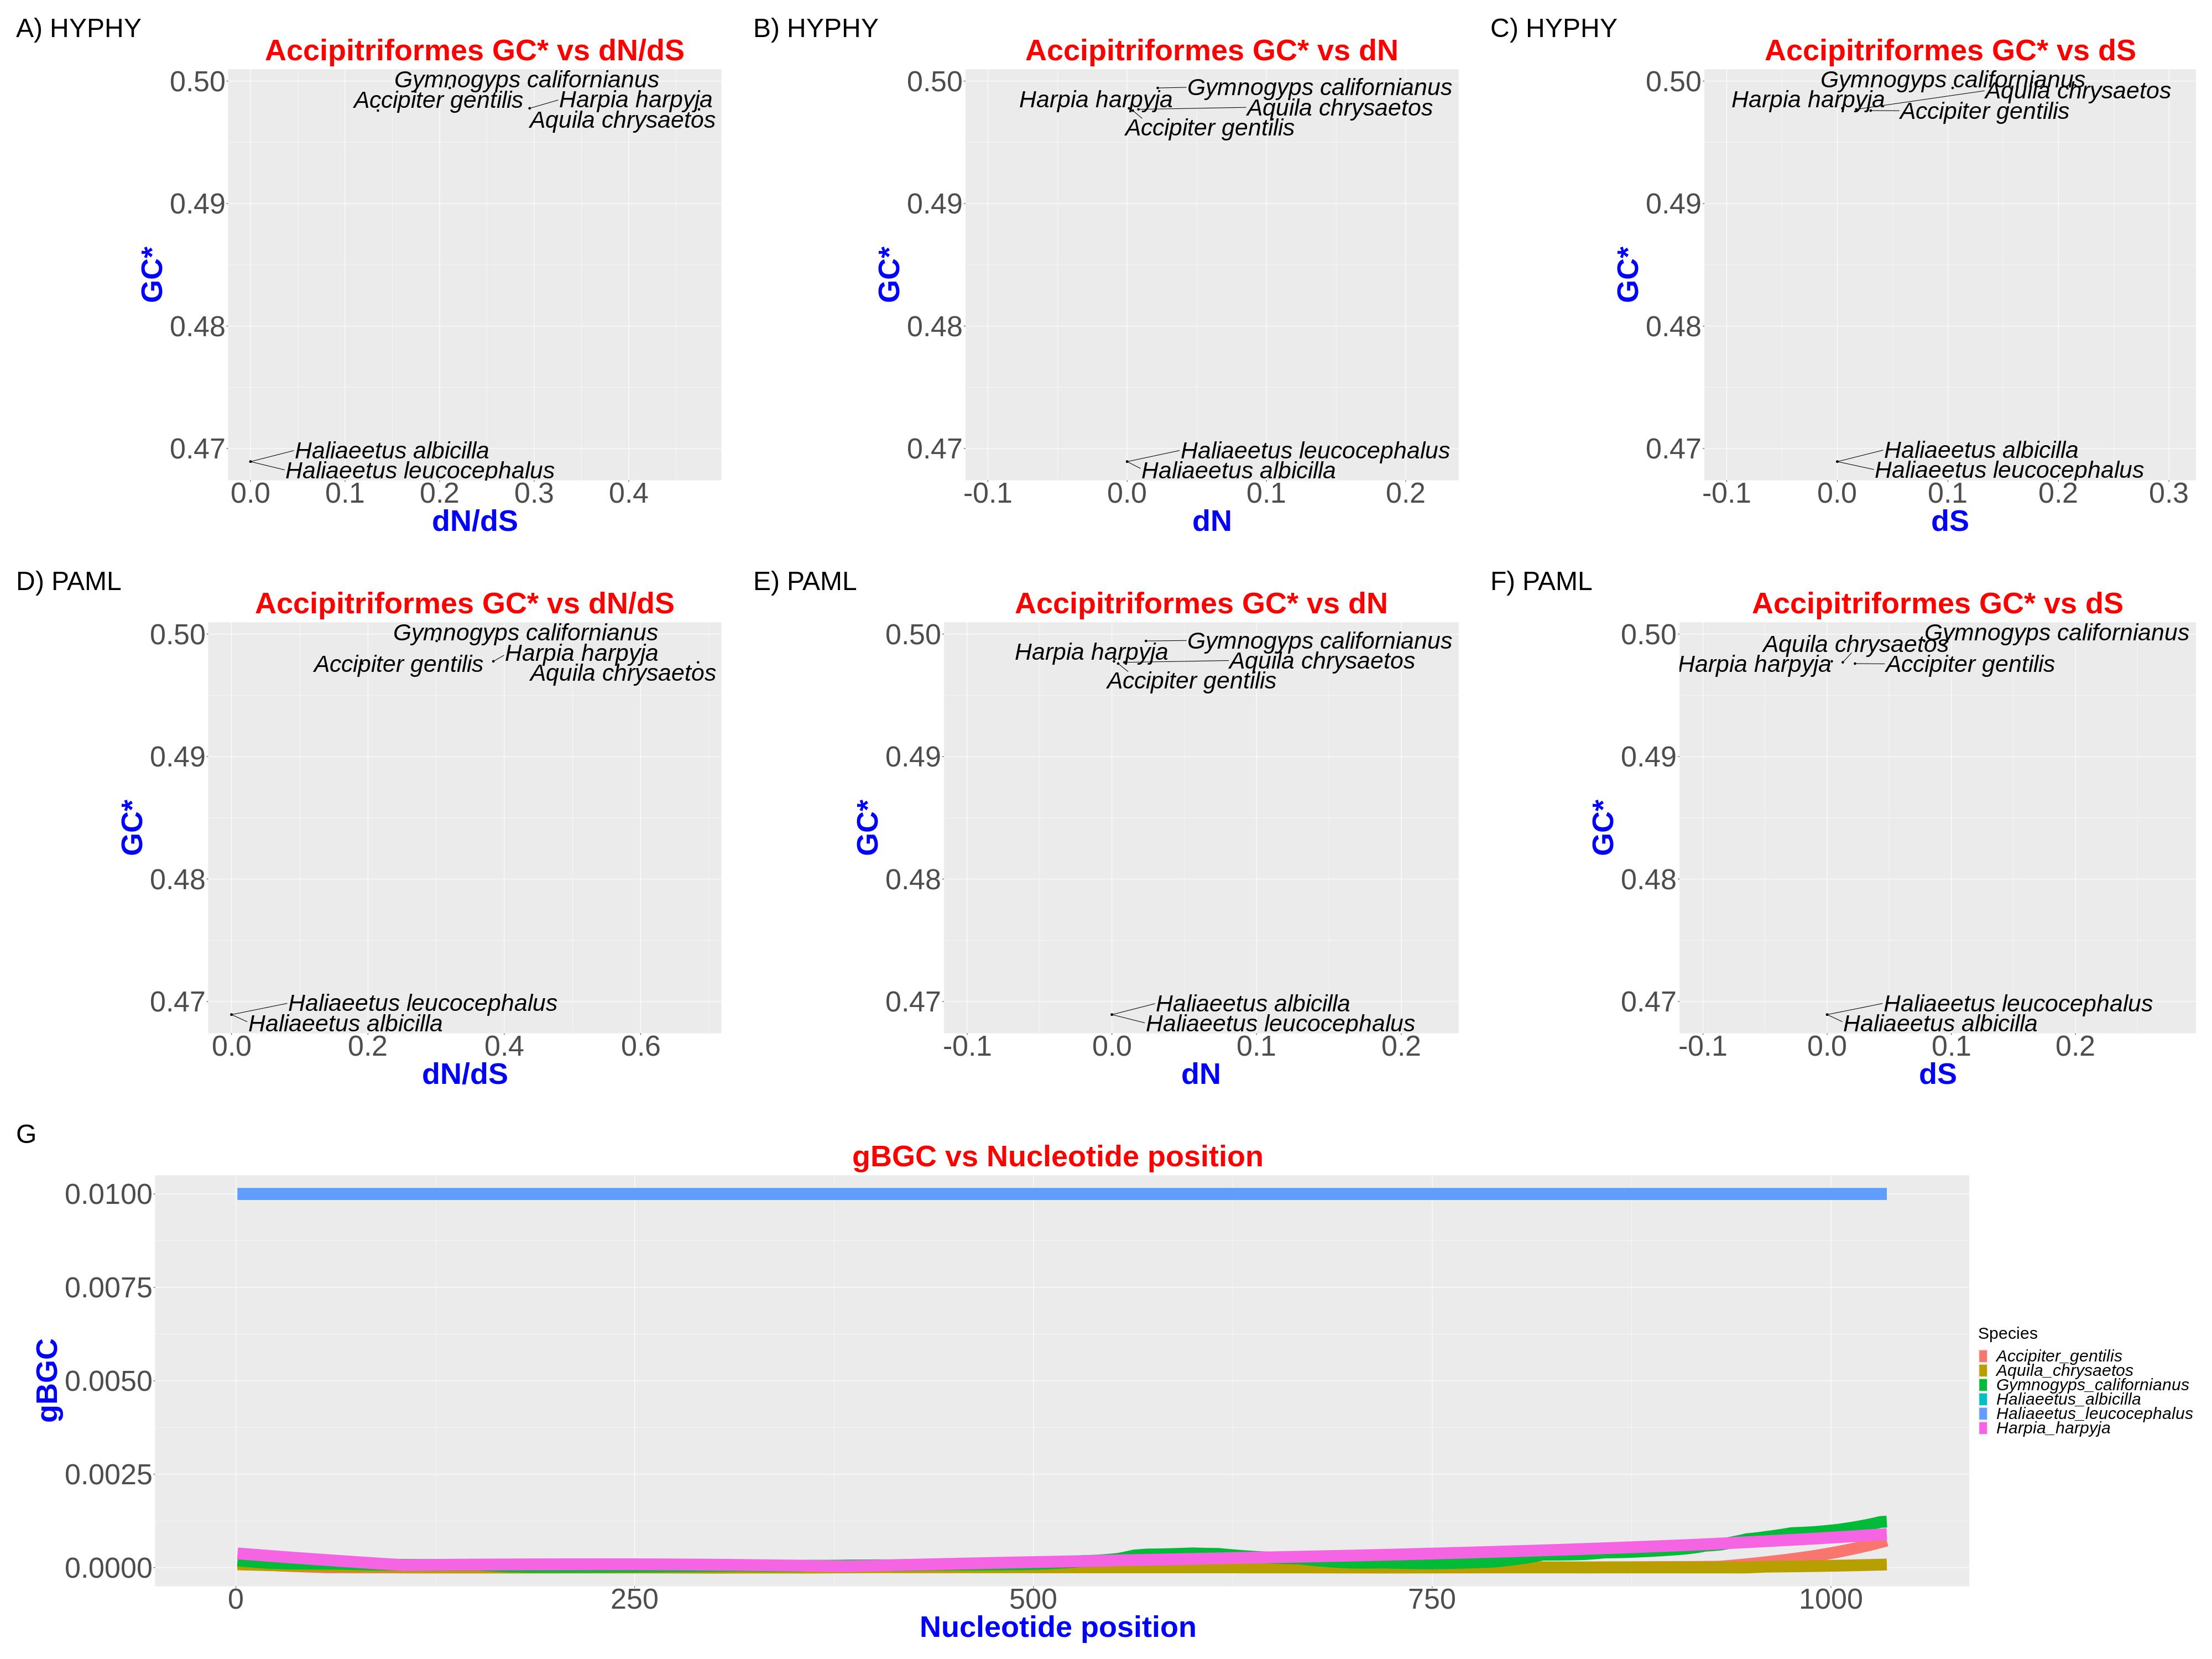 A) HYPHY
Accipitriformes GC* vs dN/dS
0.50
0.49
0.48
0.47
GC*
Gymnogyps californianus
Accipiter gentilis
Harpia harpyja
Aquila chrysaetos
Haliaeetus albicilla
Haliaeetus leucocephalus
0.0 0.1 0.2 0.3 0.4
dN/dS
B) HYPHY
Accipitriformes GC* vs dN
0.50
0.49
0.48
0.47
GC*
Gymnogyps californianus
Harpia harpyja
Aquila chrysaetos
Accipiter gentilis
Haliaeetus leucocephalus
Haliaeetus albicilla
-0.1 0.0 0.1 0.2
dN
C) HYPHY
Accipitriformes GC* vs dS
0.50
0.49
0.48
0.47
GC*
Gymnogyps californianus
Aquila chrysaetos
Harpia harpyja
Accipiter gentilis
Haliaeetus albicilla
Haliaeetus leucocephalus
-0.1 0.0 0.1 0.2 0.3
dS
D) PAML
Accipitriformes GC* vs dN/dS
0.50
0.49
0.48
0.47
GC*
Gymnogyps californianus
Harpia harpyja
Accipiter gentilis
Aquila chrysaetos
Haliaeetus leucocephalus
Haliaeetus albicilla
0.0 0.2 0.4 0.6
dN/dS
E) PAML
Accipitriformes GC* vs dN
0.50
0.49
0.48
0.47
GC*
Gymnogyps californianus
Harpia harpyja
Aquila chrysaetos
Accipiter gentilis
Haliaeetus albicilla
Haliaeetus leucocephalus
-0.1 0.0 0.1 0.2
dN
F) PAML
Accipitriformes GC* vs dS
0.50
0.49
0.48
0.47
GC*
Gymnogyps californianus
Aquila chrysaetos
Harpia harpyja
Accipiter gentilis
Haliaeetus leucocephalus
Haliaeetus albicilla
-0.1 0.0 0.1 0.2
dS
G
gBGC vs Nucleotide position
0.0100
0.0075
0.0050
0.0025
0.0000
gBGC
0 250 500 750 1000
Nucleotide position
Species
Accipiter_gentilis
Aquila_chrysaetos
Gymnogyps_californianus
Haliaeetus_albicilla
Haliaeetus_leucocephalus
Harpia_harpyja